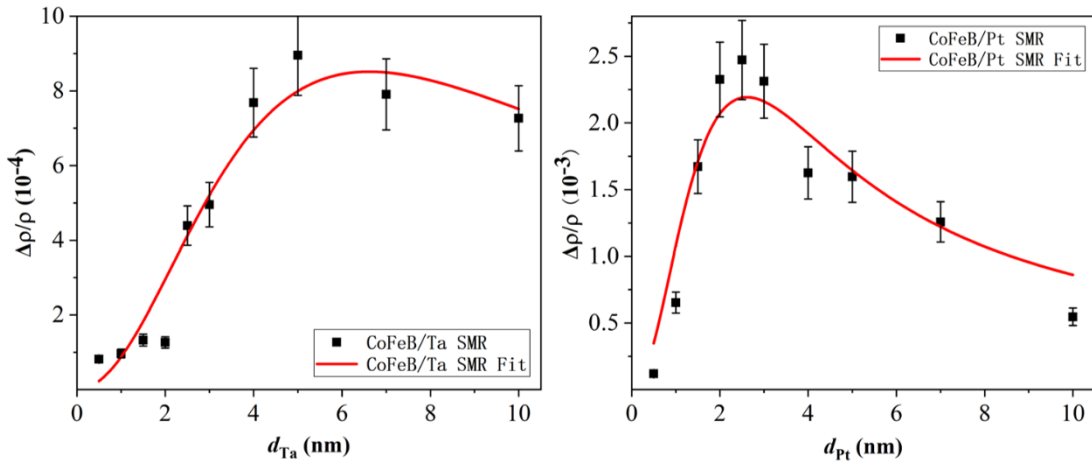 Δρ/ρ (10⁻⁴)
10
8
6
4
2
0
2
4
6
8
10
d_Ta (nm)
CoFeB/Ta SMR
CoFeB/Ta SMR Fit
Δρ/ρ (10⁻³)
2.5
2.0
1.5
1.0
0.5
0
2
4
6
8
10
d_Pt (nm)
CoFeB/Pt SMR
CoFeB/Pt SMR Fit